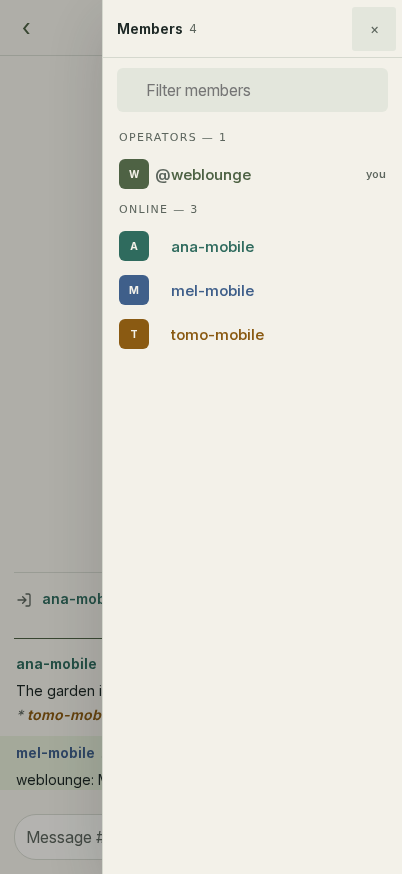 Members 4
×
Filter members
OPERATORS — 1
W @weblounge you
ONLINE — 3
A ana-mobile
M mel-mobile
T tomo-mobile
ana-mob
ana-mobile
The garden i
* tomo-mob
mel-mobile
weblounge: M
Message #